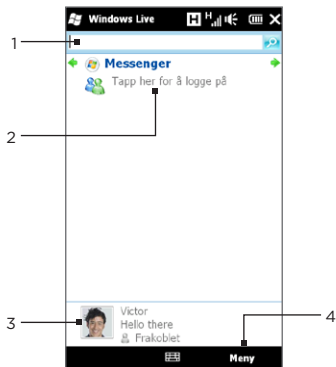 Windows Live H H
1
Messenger
Tapp her for å logge på
2
Victor
Hello there
Frakoblet
3
4
Meny